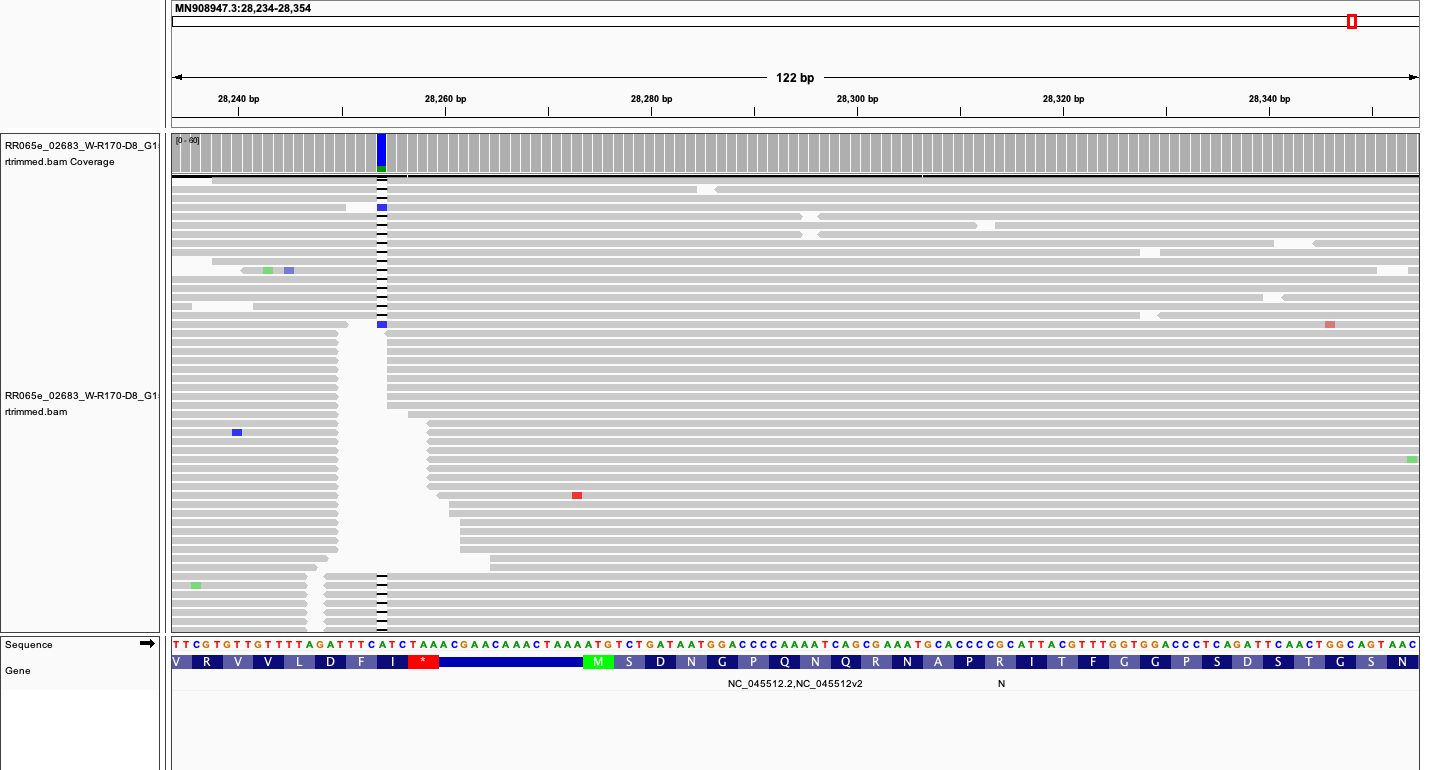 MN908947.3:28,234-28,354
122 bp
28,240 bp 28,260 bp 28,280 bp 28,300 bp 28,320 bp 28,340 bp
[0 - 60]
RR065e_02683_W-R170-D8_G1
rtrimmed.bam Coverage
RR065e_02683_W-R170-D8_G1
rtrimmed.bam
Sequence
T T C G T G T T G T T T T A G A T T T C A T C T A A A C G A A C A A A C T A A A A T G T C T G A T A A T G G A C C C C A A A A T C A G C G A A A T G C A C C C C G C A T T A C G T T T G G T G G A C C C T C A G A T T C A A C T G G C A G T A A C
Gene
V R V V L D F I * M S D N G P Q N Q R N A P R I T F G G P S D S T G S N
NC_045512.2,NC_045512v2 N